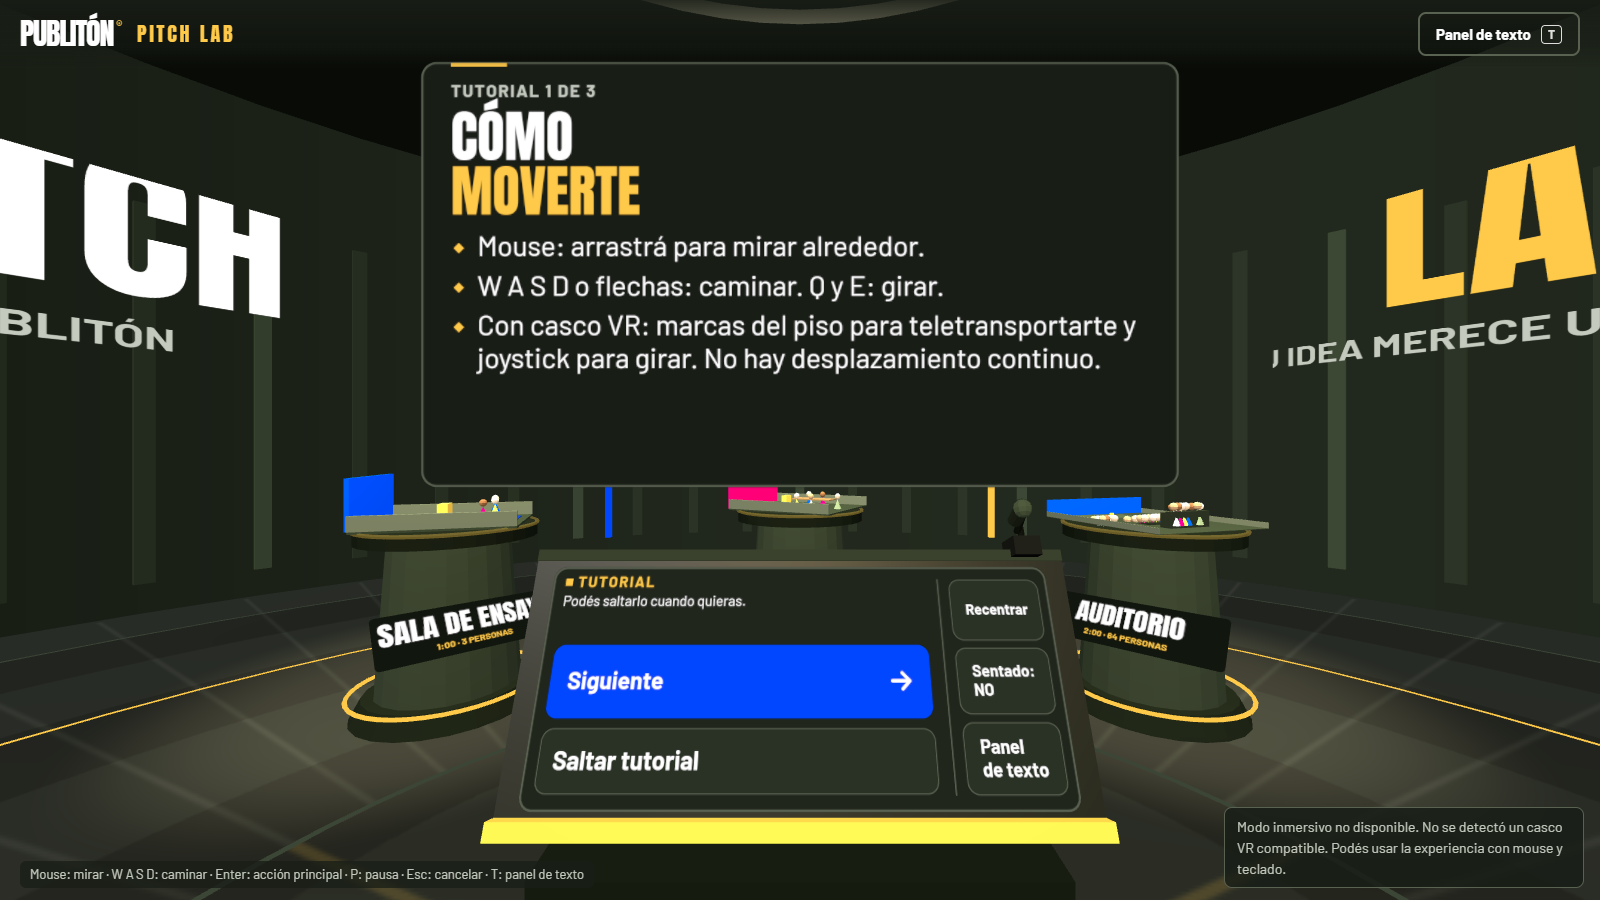 PUBLITÓN PITCH LAB
Panel de texto T
TUTORIAL 1 DE 3
CÓMO
MOVERTE
Mouse: arrastrá para mirar alrededor.
W A S D o flechas: caminar. Q y E: girar.
Con casco VR: marcas del piso para teletransportarte y
joystick para girar. No hay desplazamiento continuo.
TCH
BLITÓN
LA
IDEA MERECE U
SALA DE ENSAY
1:00 · 3 PERSONAS
AUDITORIO
2:00 · 64 PERSONAS
TUTORIAL
Podés saltarlo cuando quieras.
Siguiente
Saltar tutorial
Recentrar
Sentado:
NO
Panel
de texto
Mouse: mirar · W A S D: caminar · Enter: acción principal · P: pausa · Esc: cancelar · T: panel de texto
Modo inmersivo no disponible. No se detectó un casco
VR compatible. Podés usar la experiencia con mouse y
teclado.